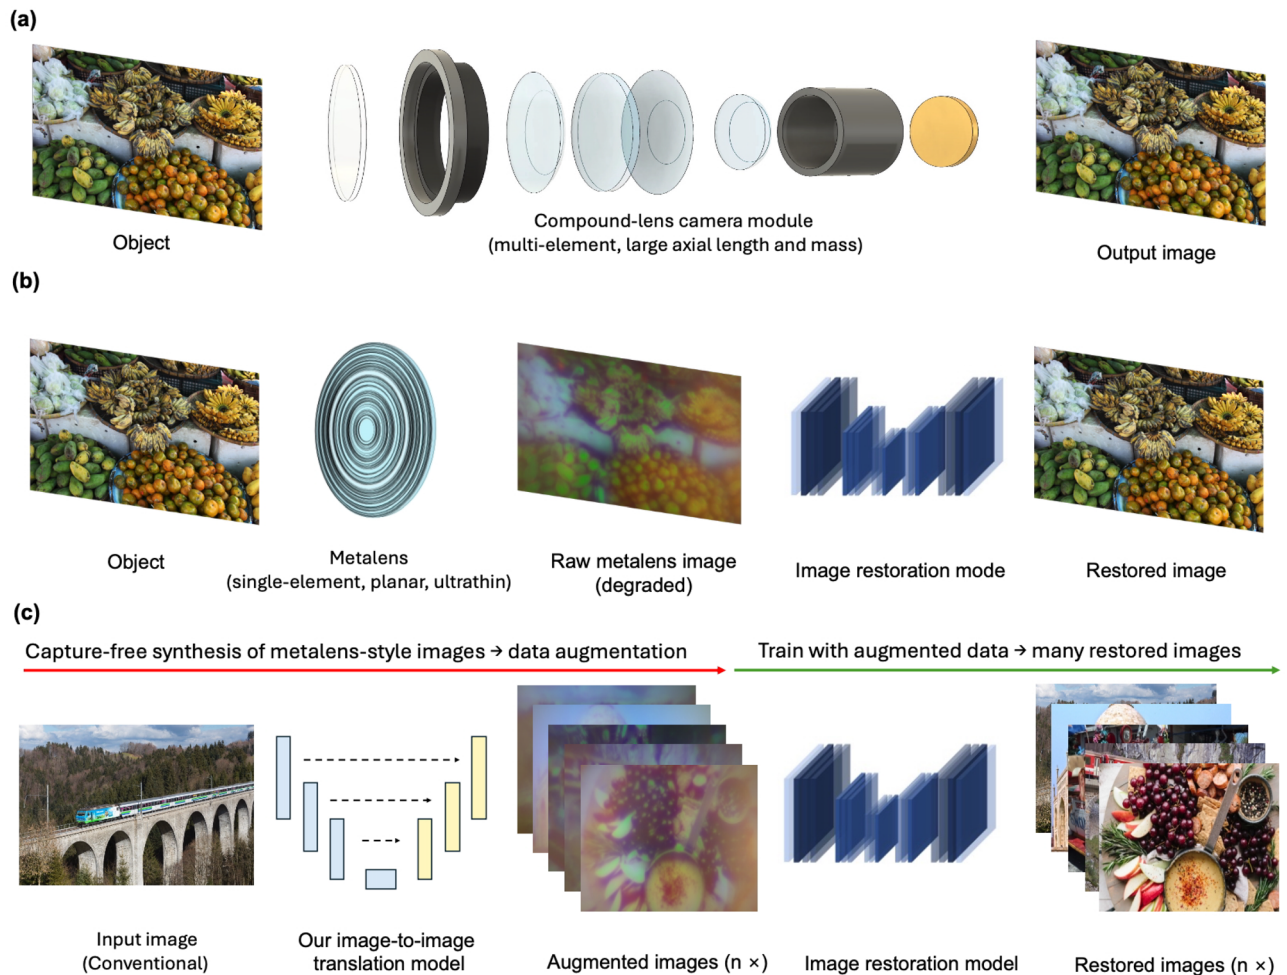 (a)
Object
Compound-lens camera module
(multi-element, large axial length and mass)
Output image
(b)
Object
Metalens
(single-element, planar, ultrathin)
Raw metalens image
(degraded)
Image restoration mode
Restored image
(c)
Capture-free synthesis of metalens-style images → data augmentation
Train with augmented data → many restored images
Input image
(Conventional)
Our image-to-image
translation model
Augmented images (n ×)
Image restoration model
Restored images (n ×)